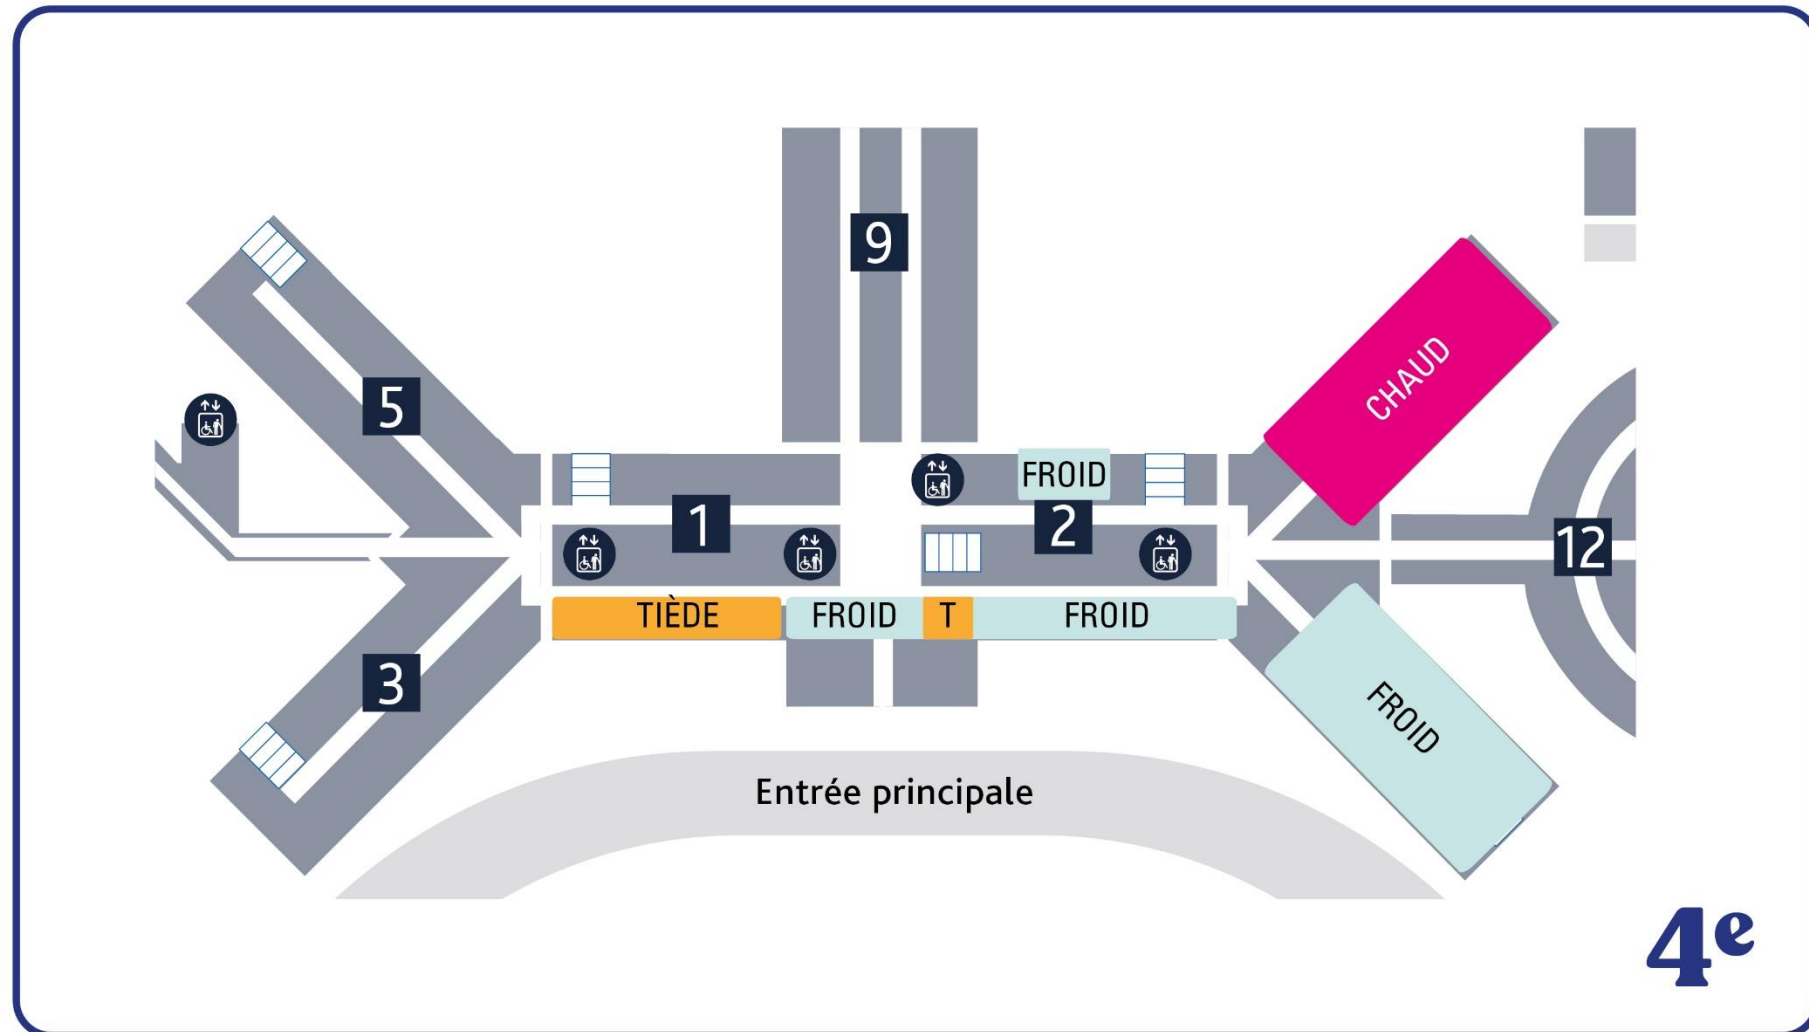 9
CHAUD
5
FROID
1
2
12
TIÈDE
FROID
T
FROID
3
FROID
Entrée principale
4e